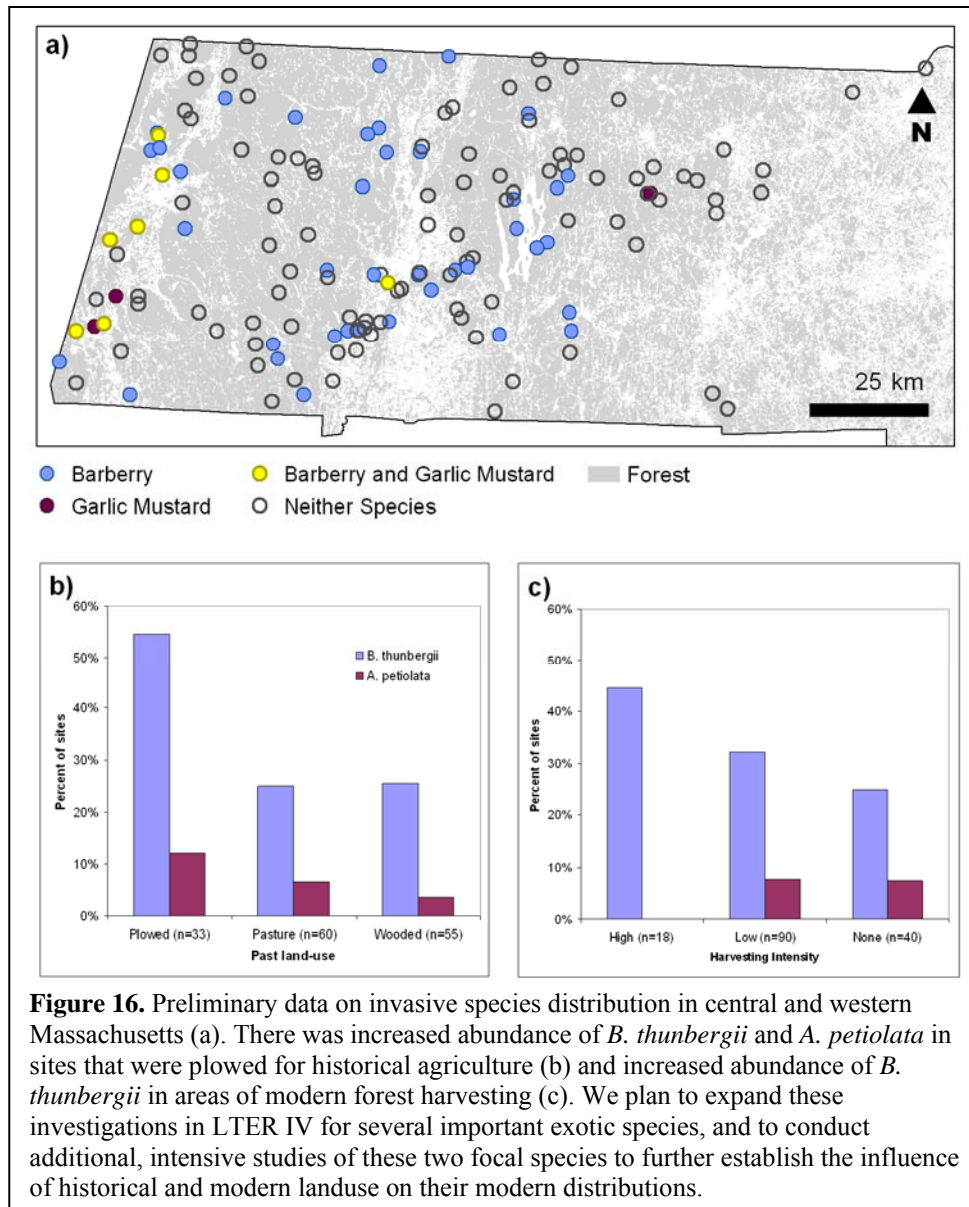 a)
N
25 km
Barberry
Barberry and Garlic Mustard
Forest
Garlic Mustard
Neither Species
b)
60%
50%
40%
30%
20%
10%
0%
Percent of sites
B. thunbergii
A. petiolata
Plowed (n=33)
Pasture (n=60)
Wooded (n=55)
Past land-use
c)
60%
50%
40%
30%
20%
10%
0%
Percent of sites
High (n=18)
Low (n=90)
None (n=40)
Harvesting Intensity
Figure 16. Preliminary data on invasive species distribution in central and western
Massachusetts (a). There was increased abundance of B. thunbergii and A. petiolata in
sites that were plowed for historical agriculture (b) and increased abundance of B.
thunbergii in areas of modern forest harvesting (c). We plan to expand these
investigations in LTER IV for several important exotic species, and to conduct
additional, intensive studies of these two focal species to further establish the influence
of historical and modern landuse on their modern distributions.